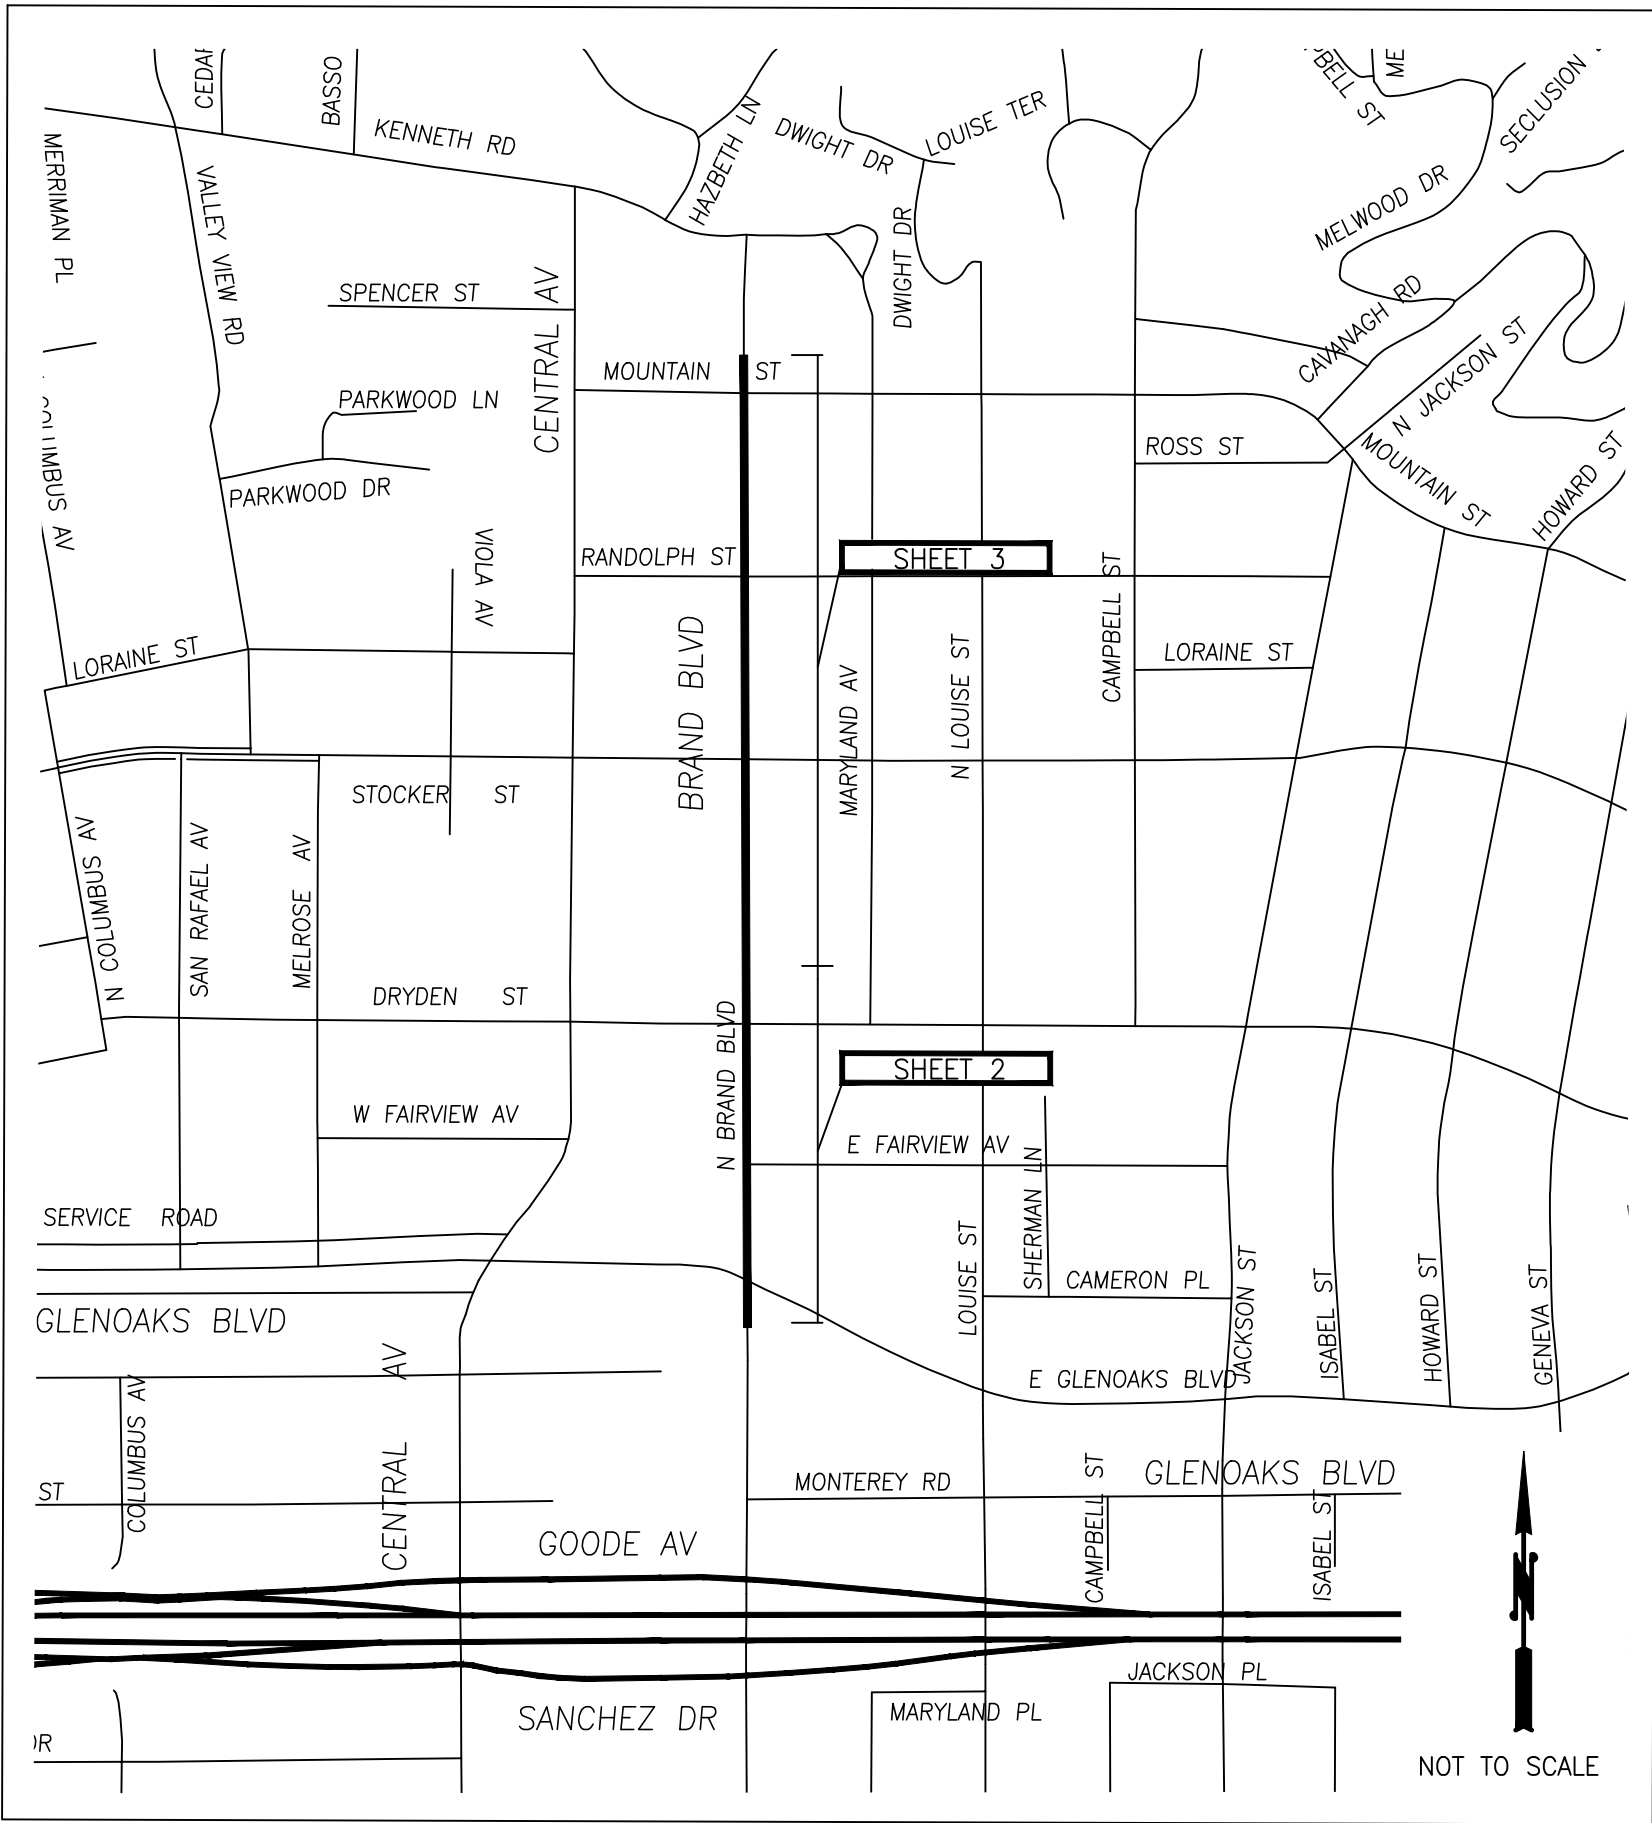 CEDAR
BASSO
KENNETH RD
HAZBETH LN
DWIGHT DR
LOUISE TER
BELL ST
ME
SECLUSION
MERRIMAN PL
VALLEY VIEW RD
MELWOOD DR
DWIGHT DR
SPENCER ST
CENTRAL AV
CAVANAGH RD
N JACKSON ST
MOUNTAIN ST
PARKWOOD LN
OLUMBUS AV
ROSS ST
MOUNTAIN ST
HOWARD ST
PARKWOOD DR
VIOLA AV
RANDOLPH ST
SHEET 3
CAMPBELL ST
LORAINE ST
BRAND BLVD
MARYLAND AV
N LOUISE ST
LORAINE ST
STOCKER ST
N COLUMBUS AV
SAN RAFAEL AV
MELROSE AV
DRYDEN ST
N BRAND BLVD
SHEET 2
W FAIRVIEW AV
E FAIRVIEW AV
SHERMAN LN
SERVICE ROAD
LOUISE ST
CAMERON PL
JACKSON ST
ISABEL ST
HOWARD ST
GENEVA ST
GLENOAKS BLVD
E GLENOAKS BLVD
COLUMBUS AV
CENTRAL AV
ST
MONTEREY RD
CAMPBELL ST
GLENOAKS BLVD
ISABEL ST
GOODE AV
N
JACKSON PL
SANCHEZ DR
MARYLAND PL
DR
NOT TO SCALE